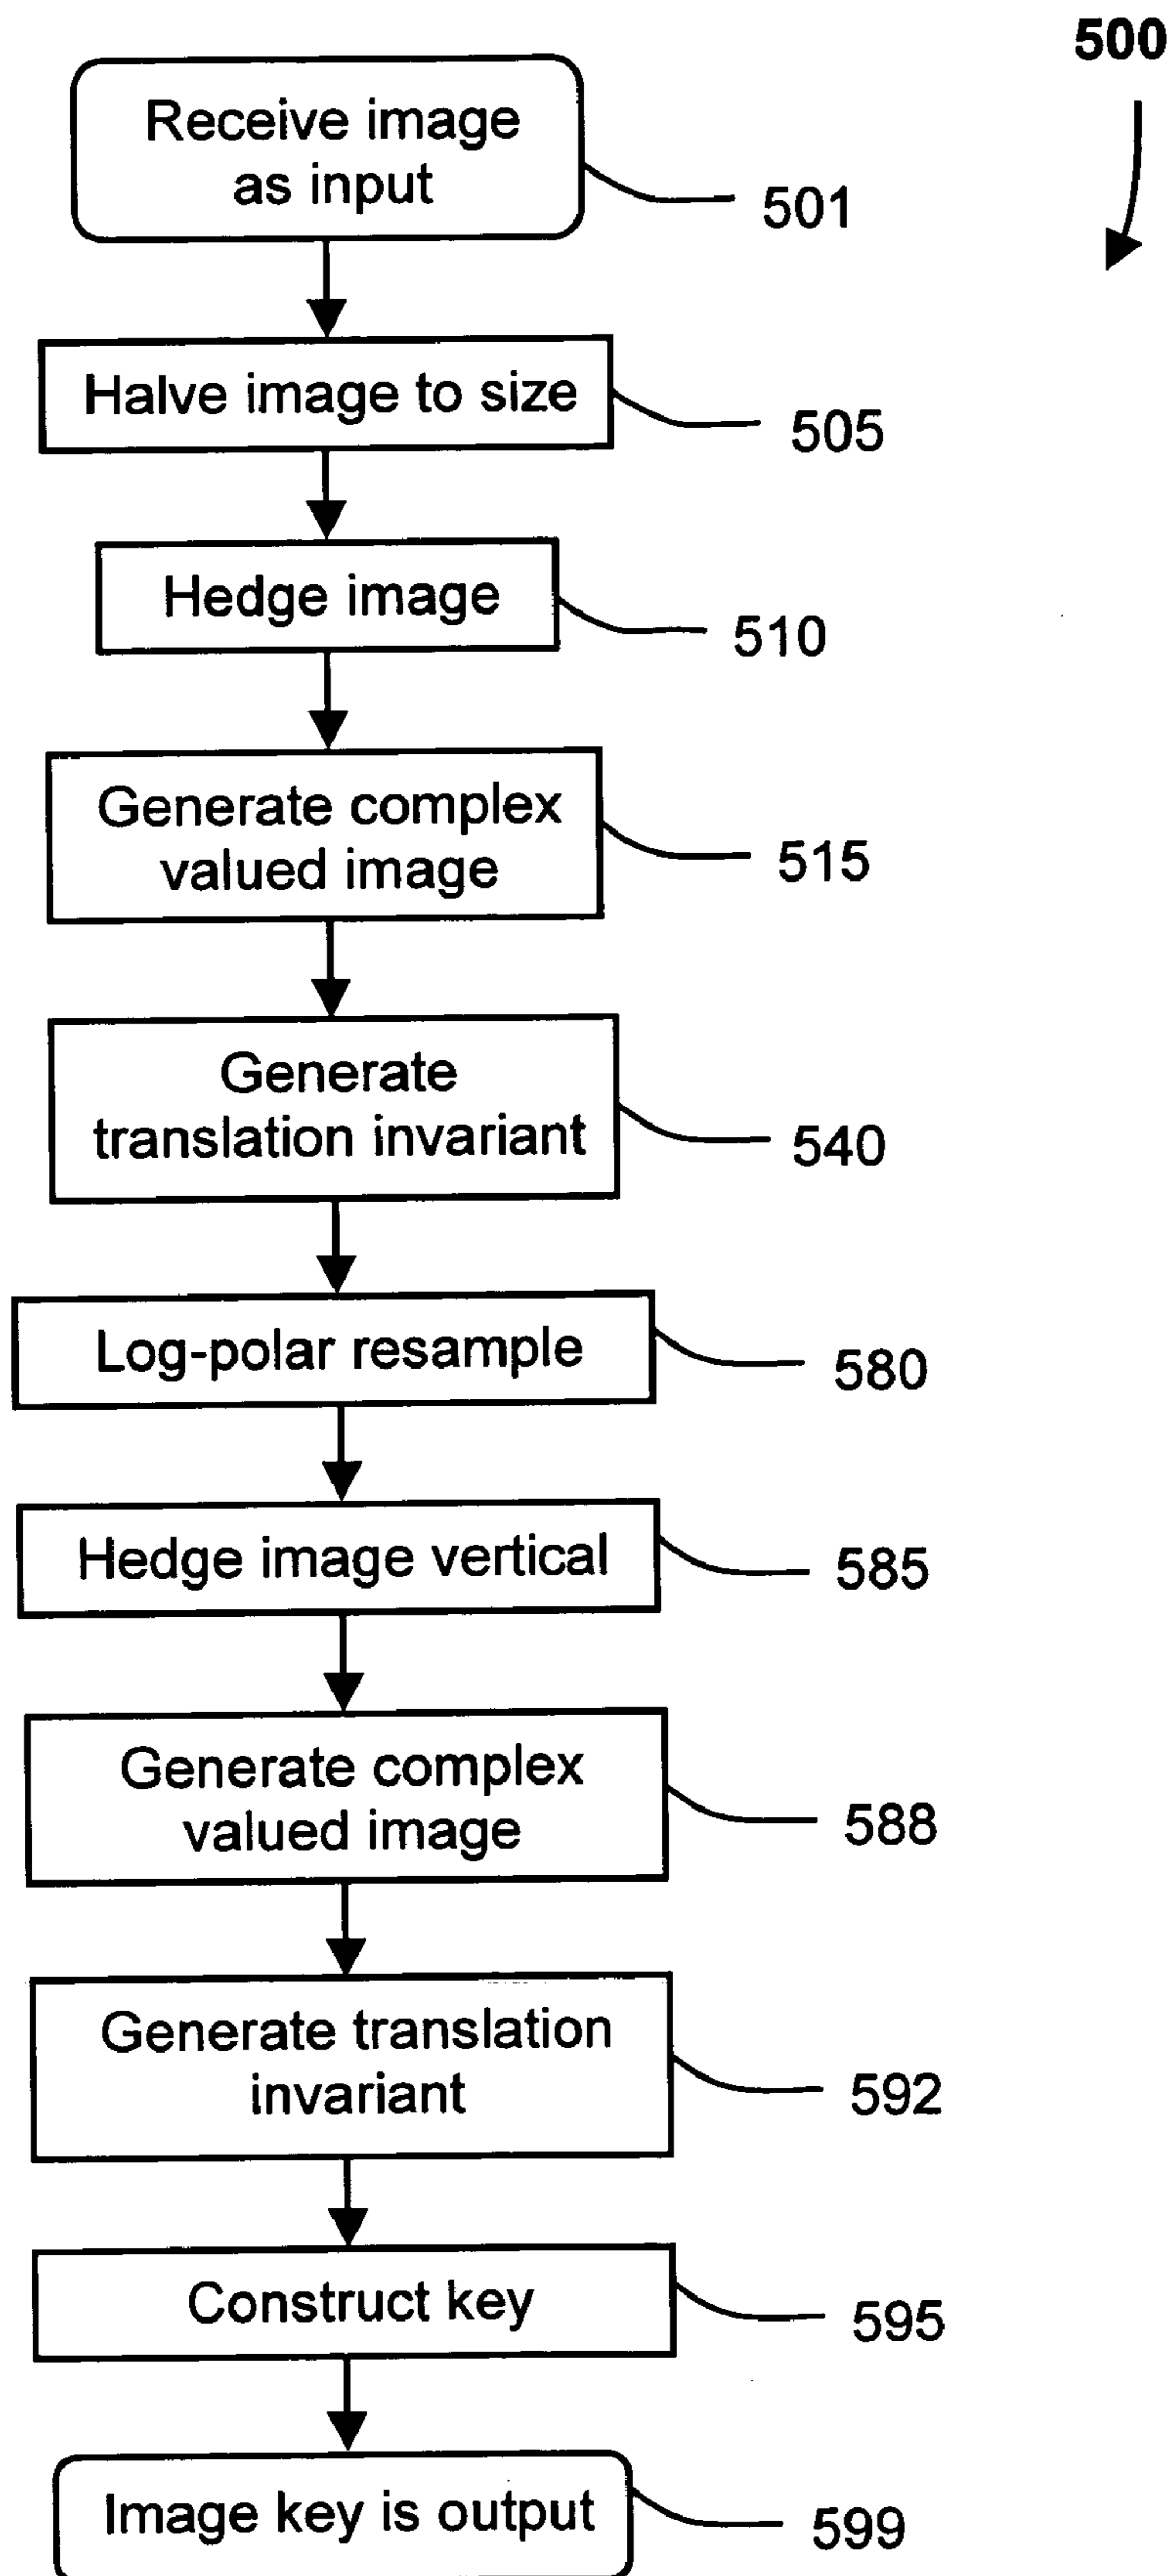 500
Receive image
as input
501
Halve image to size
505
Hedge image
510
Generate complex
valued image
515
Generate
translation invariant
540
Log-polar resample
580
Hedge image vertical
585
Generate complex
valued image
588
Generate translation
invariant
592
Construct key
595
Image key is output
599